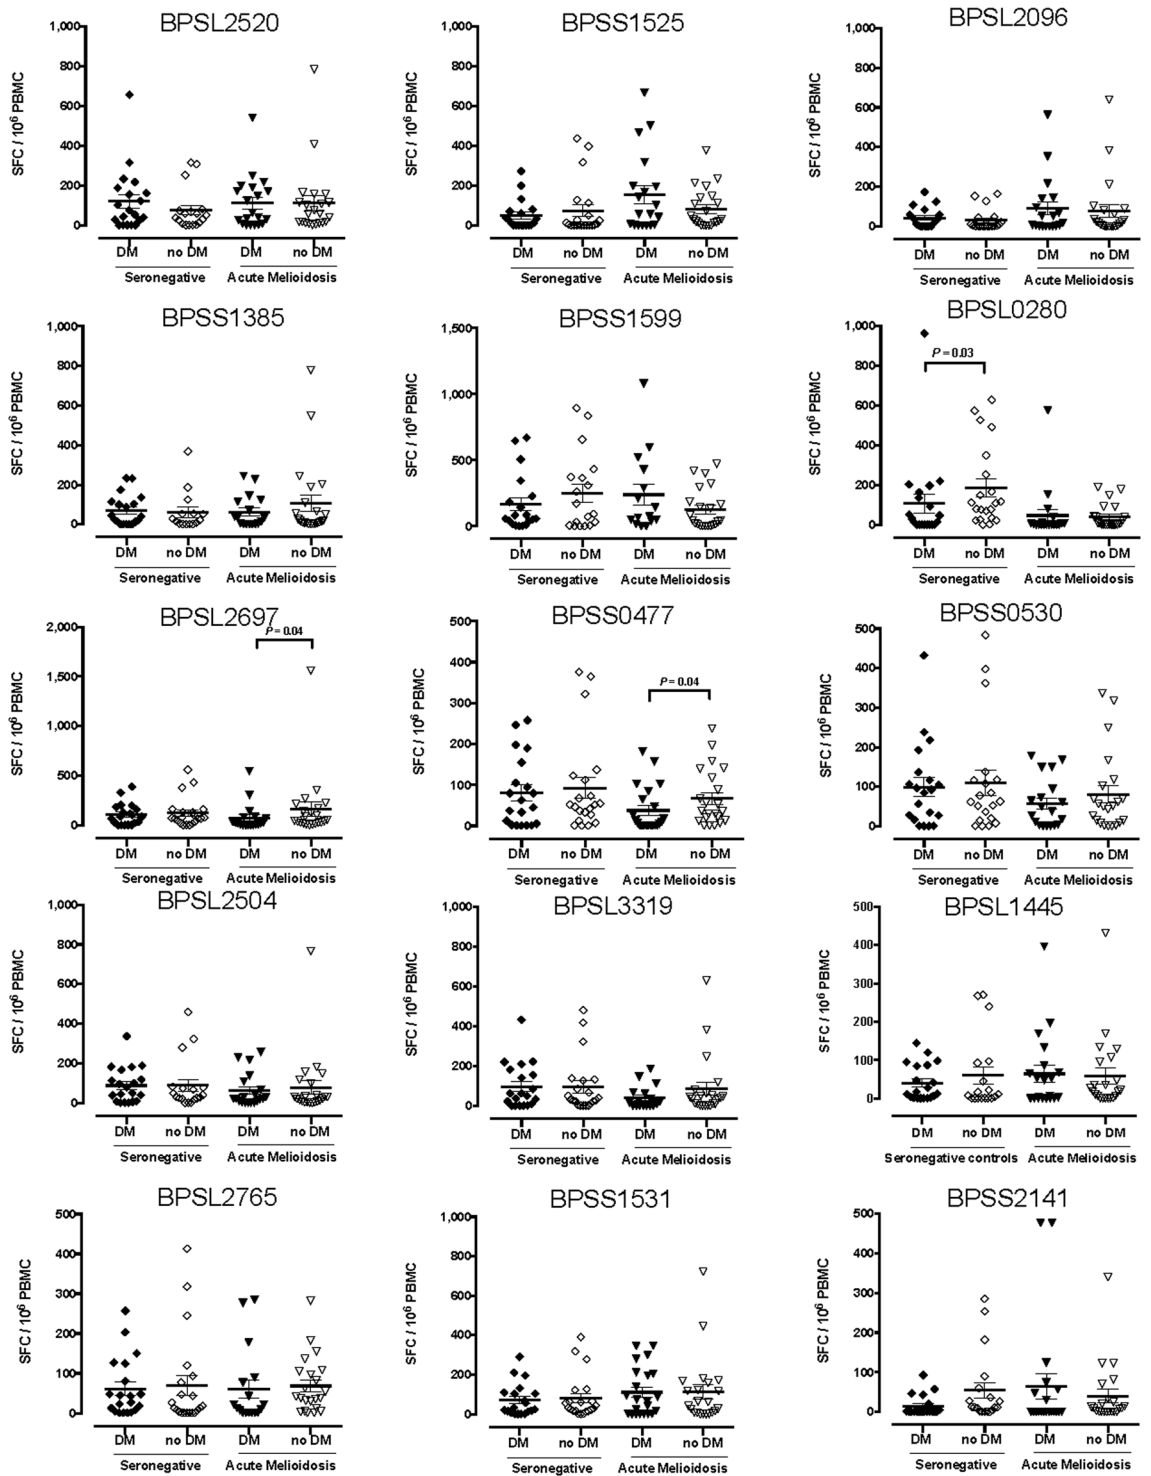 BPSL2520 BPSS1525 BPSL2096
SFC / 10⁶ PBMC SFC / 10⁶ PBMC SFC / 10⁶ PBMC
1,000 1,000 1,000
800 800 800
600 600 600
400 400 400
200 200 200
0 0 0
DM no DM DM no DM DM no DM DM no DM DM no DM DM no DM
Seronegative Acute Melioidosis Seronegative Acute Melioidosis Seronegative Acute Melioidosis
BPSS1385 BPSS1599 BPSL0280
SFC / 10⁶ PBMC SFC / 10⁶ PBMC SFC / 10⁶ PBMC
1,000 1,500 1,000
P = 0.03
800 1,000 800
600 500 600
400 0 400
200 200
0 0
DM no DM DM no DM DM no DM DM no DM DM no DM DM no DM
Seronegative Acute Melioidosis Seronegative Acute Melioidosis Seronegative Acute Melioidosis
BPSL2697 BPSS0477 BPSS0530
SFC / 10⁶ PBMC SFC / 10⁶ PBMC SFC / 10⁶ PBMC
P = 0.04
P = 0.04
2,000 500 500
1,500 400 400
1,000 300 300
500 200 200
0 100 100
0 0
DM no DM DM no DM DM no DM DM no DM DM no DM DM no DM
Seronegative Acute Melioidosis Seronegative Acute Melioidosis Seronegative Acute Melioidosis
BPSL2504 BPSL3319 BPSL1445
SFC / 10⁶ PBMC SFC / 10⁶ PBMC SFC / 10⁶ PBMC
1,000 1,000 500
800 800 400
600 600 300
400 400 200
200 200 100
0 0 0
DM no DM DM no DM DM no DM DM no DM DM no DM DM no DM
Seronegative Acute Melioidosis Seronegative Acute Melioidosis Seronegative controls Acute Melioidosis
BPSL2765 BPSS1531 BPSS2141
SFC / 10⁶ PBMC SFC / 10⁶ PBMC SFC / 10⁶ PBMC
500 1,000 500
400 800 400
300 600 300
200 400 200
100 200 100
0 0 0
DM no DM DM no DM DM no DM DM no DM DM no DM DM no DM
Seronegative Acute Melioidosis Seronegative Acute Melioidosis Seronegative Acute Melioidosis